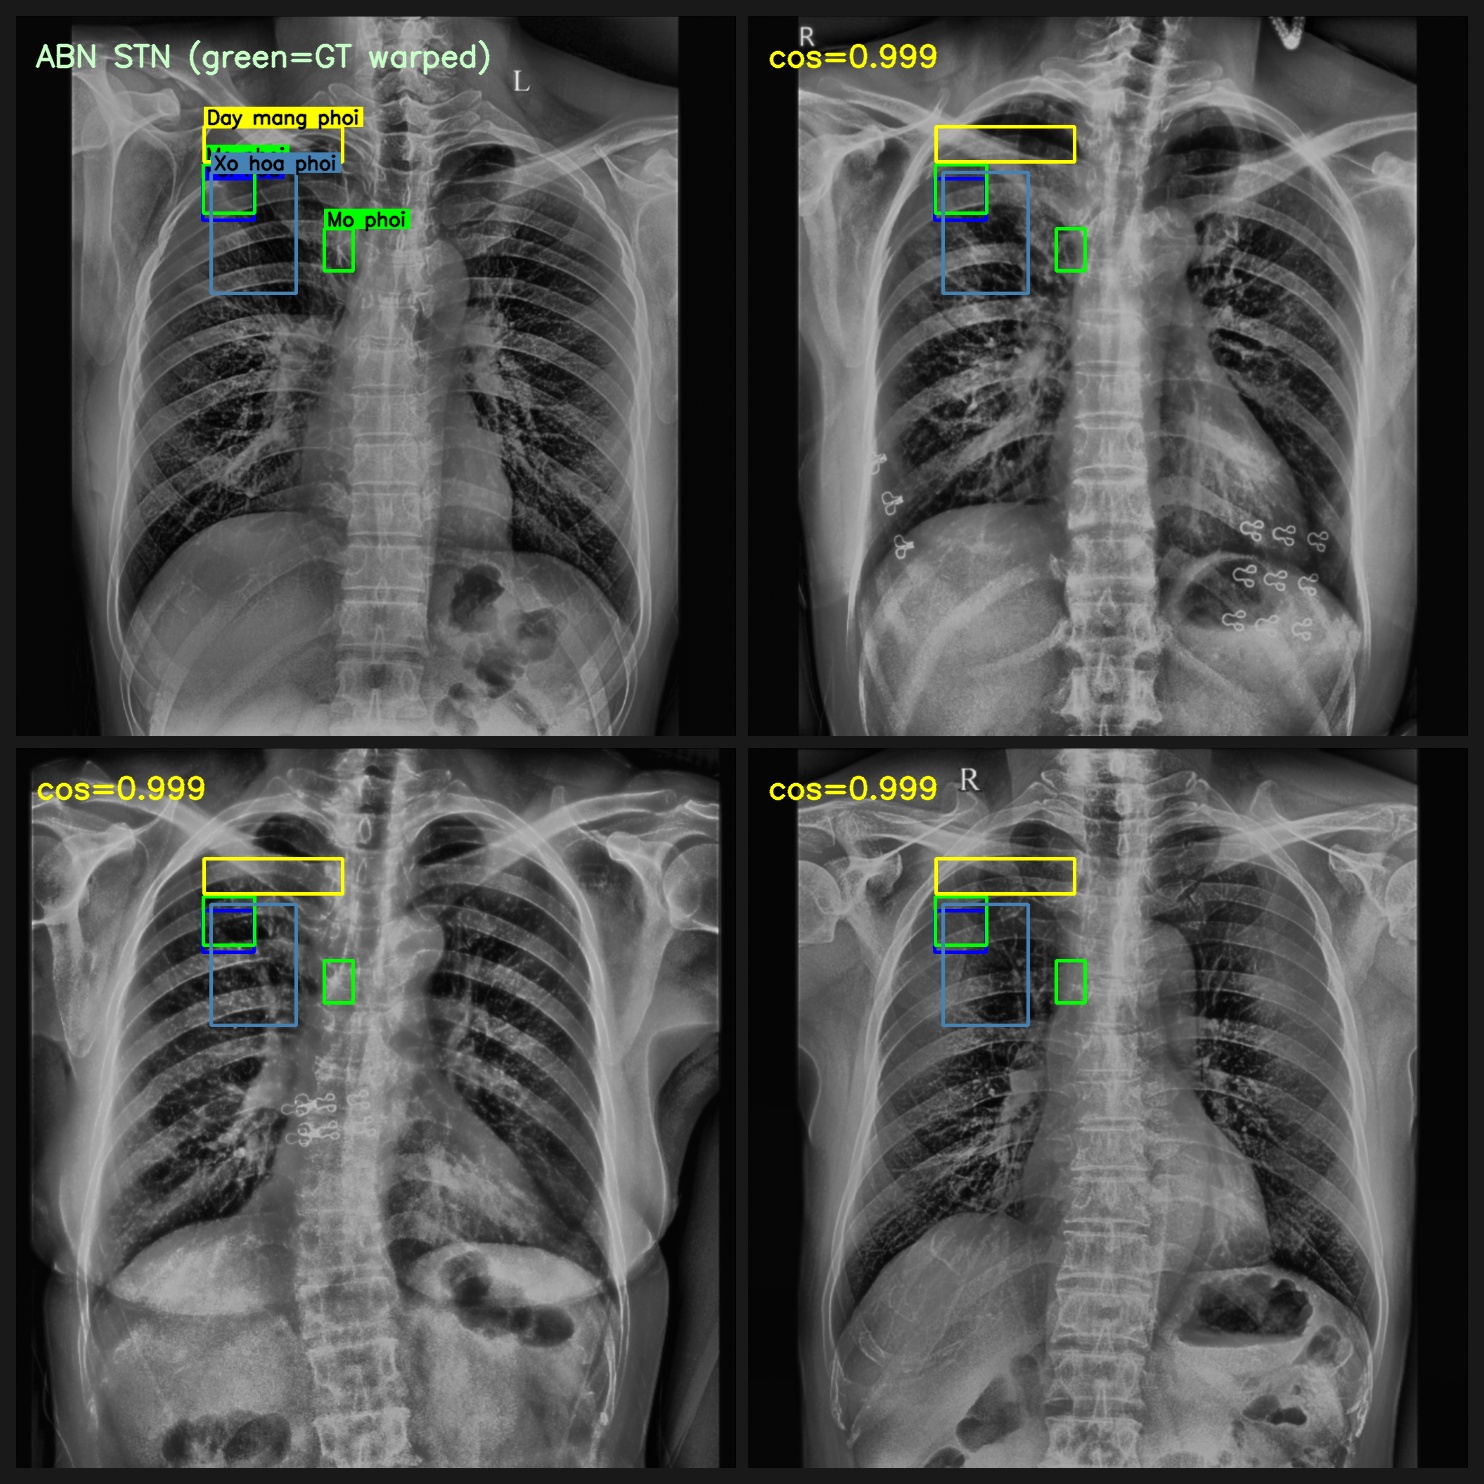 ABN STN (green=GT warped)
L
Day mang phoi
Xo hoa phoi
Mo phoi
R
cos=0.999
cos=0.999
R
cos=0.999